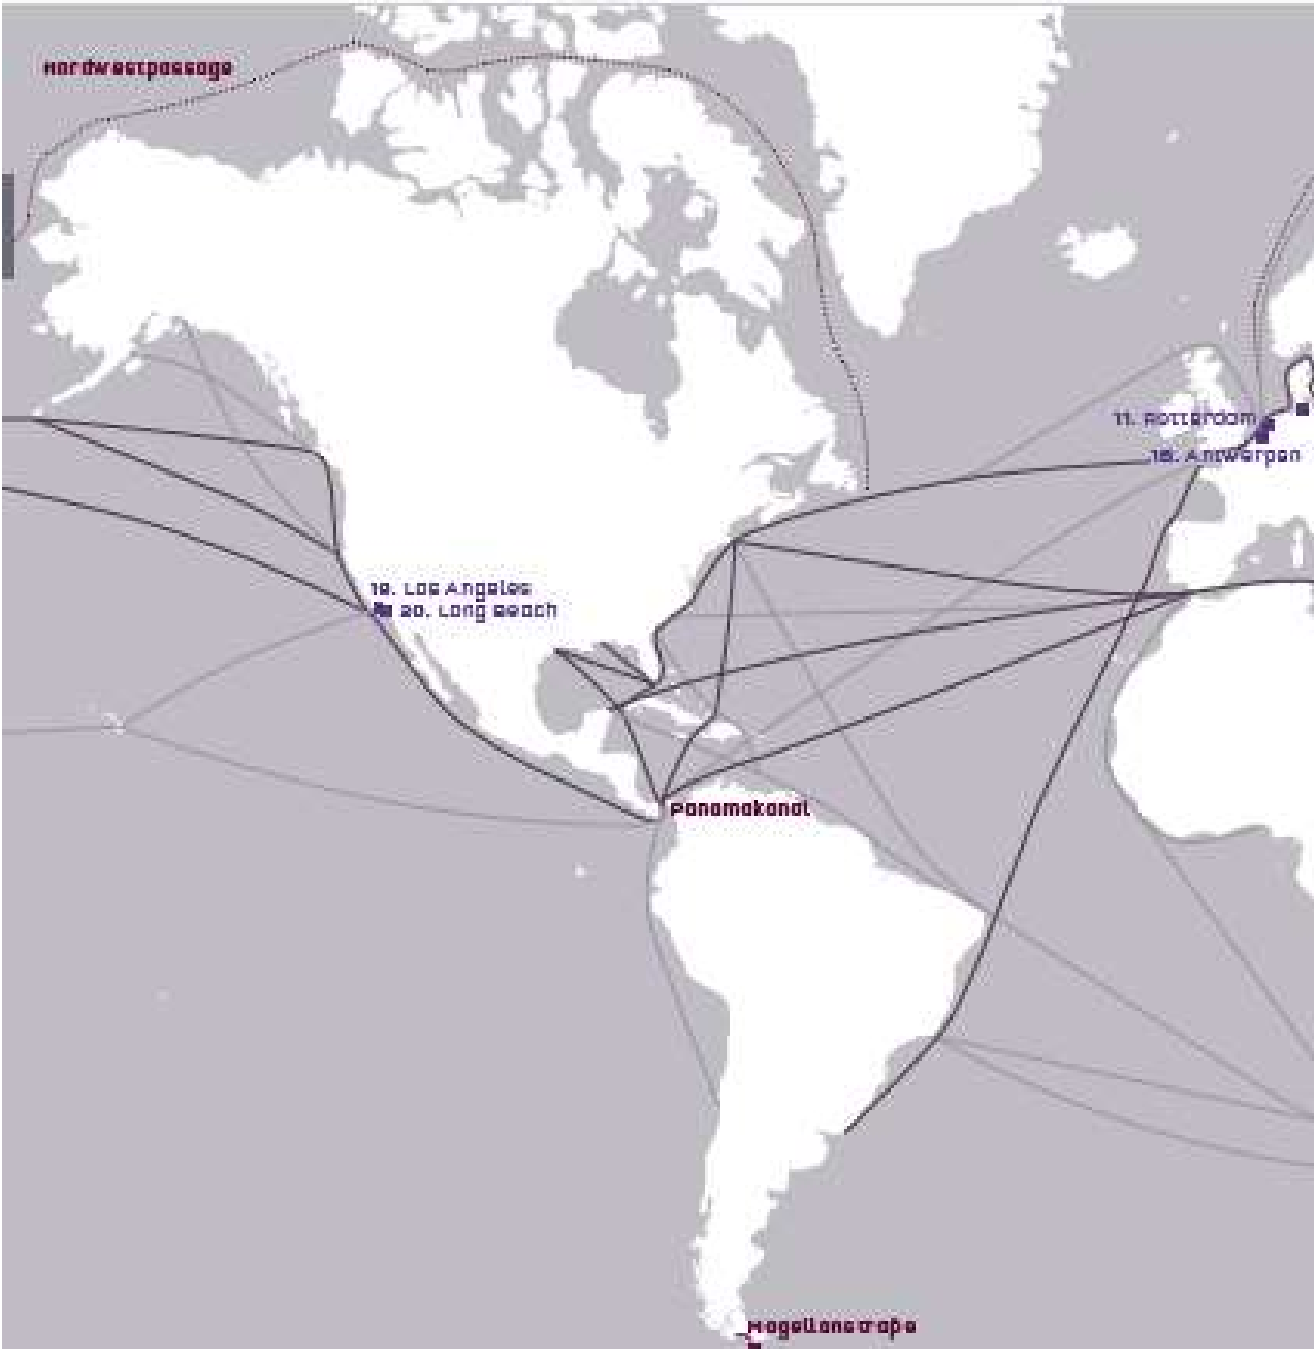 Nordwestpassage
11. Rotterdam
16. Antwerpen
19. Los Angeles
20. Long Beach
Panamakanal
Magellanstraße